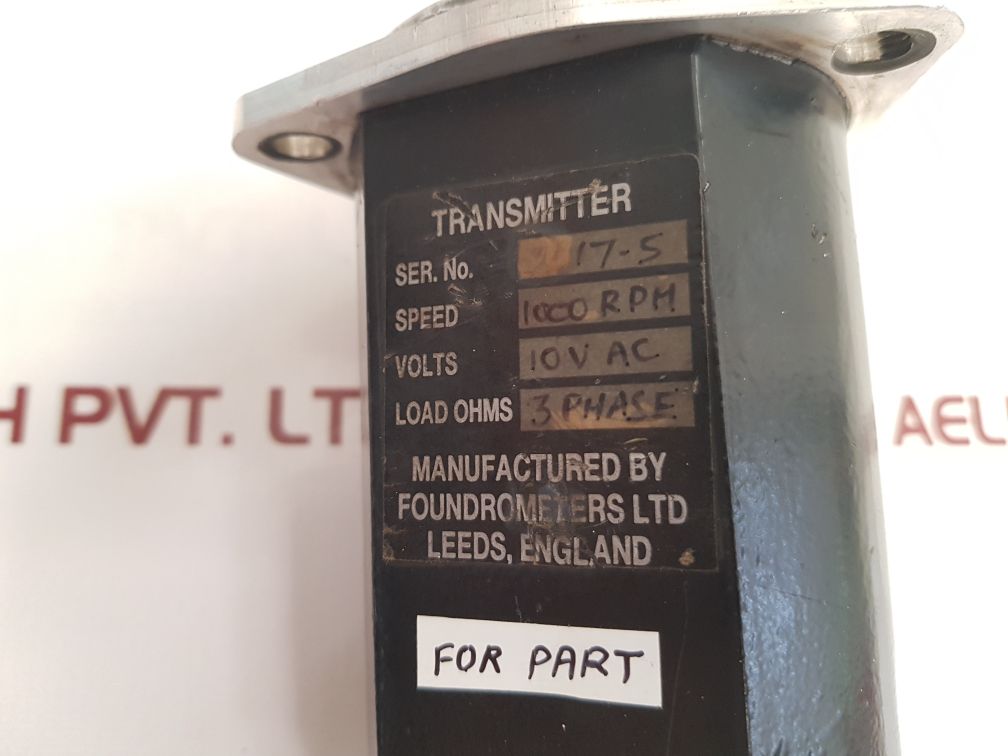 TRANSMITTER
SER. No. 17-5
SPEED 1000 RPM
VOLTS 10V AC
LOAD OHMS 3 PHASE
MANUFACTURED BY
FOUNDROMETERS LTD
LEEDS, ENGLAND
FOR PART
H PVT. LT
AEL